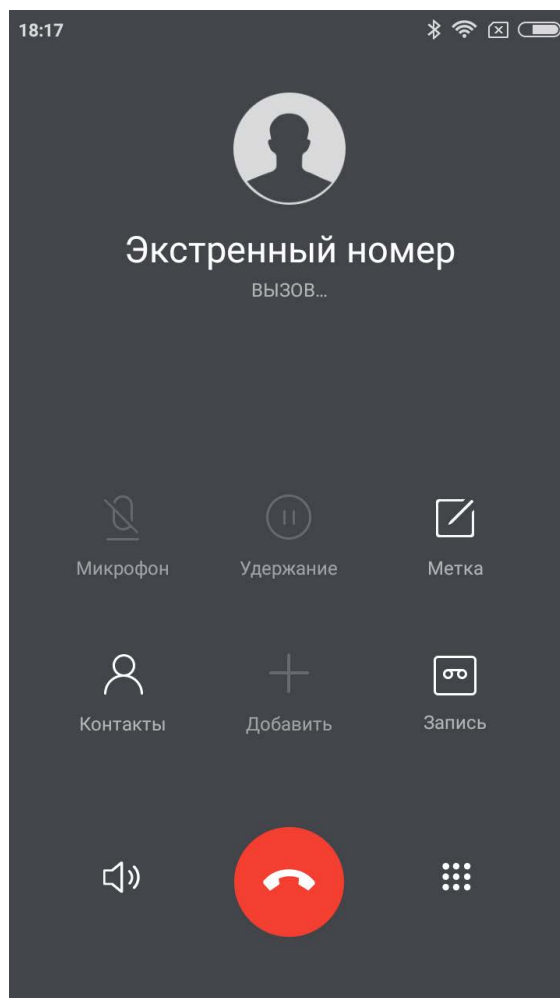 18:17
Экстренный номер
ВЫЗОВ...
Микрофон Удержание Метка
Контакты Добавить Запись